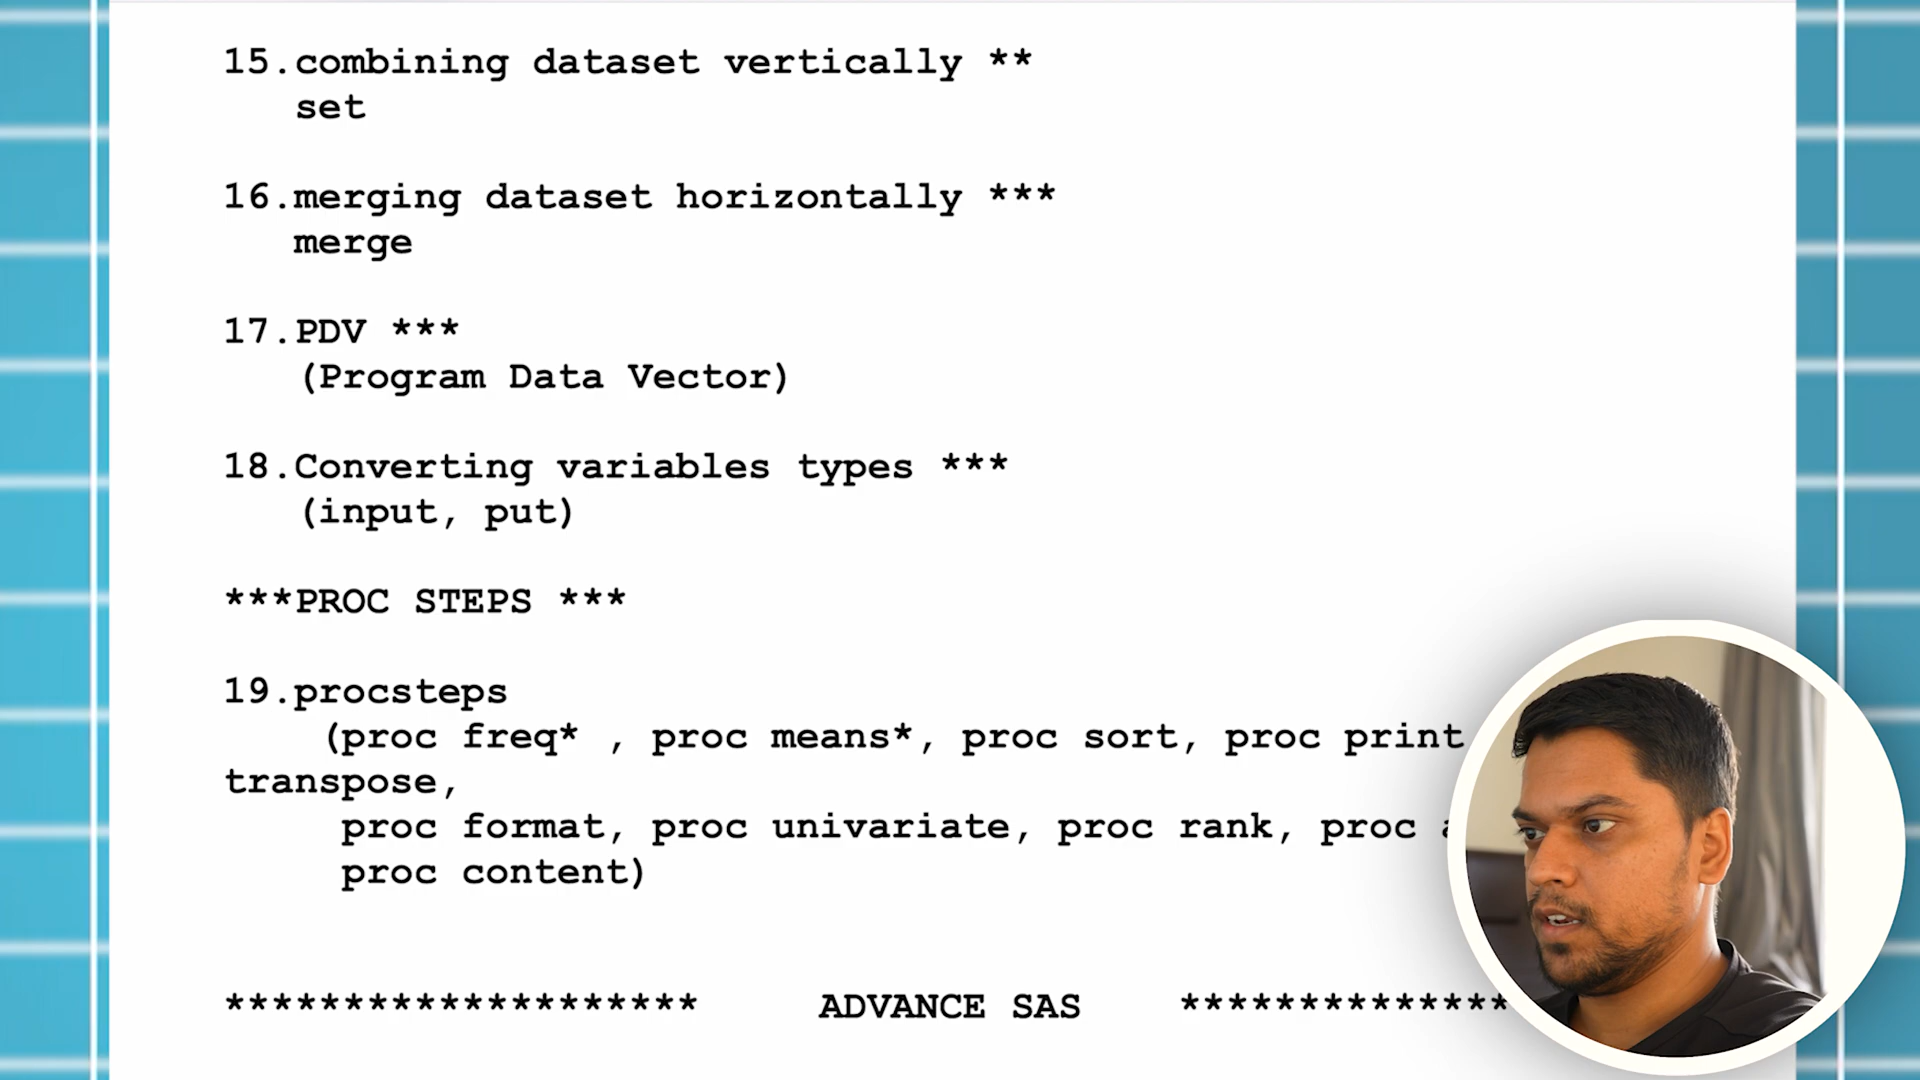 15.combining dataset vertically **
set
16.merging dataset horizontally ***
merge
17.PDV ***
(Program Data Vector)
18.Converting variables types ***
(input, put)
***PROC STEPS ***
19.procsteps
(proc freq* , proc means*, proc sort, proc print
transpose,
proc format, proc univariate, proc rank, proc
proc content)
******************** ADVANCE SAS **************